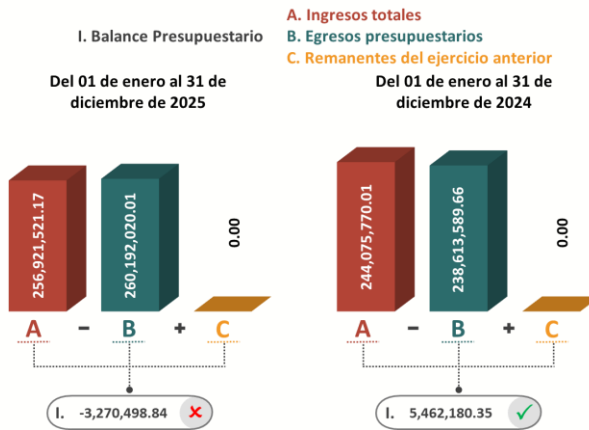 A. Ingresos totales
I. Balance Presupuestario
B. Egresos presupuestarios
C. Remanentes del ejercicio anterior
Del 01 de enero al 31 de
diciembre de 2025
256,921,521.17
260,192,020.01
0.00
A - B + C
I. -3,270,498.84
Del 01 de enero al 31 de
diciembre de 2024
244,075,770.01
238,613,589.66
0.00
A - B + C
I. 5,462,180.35